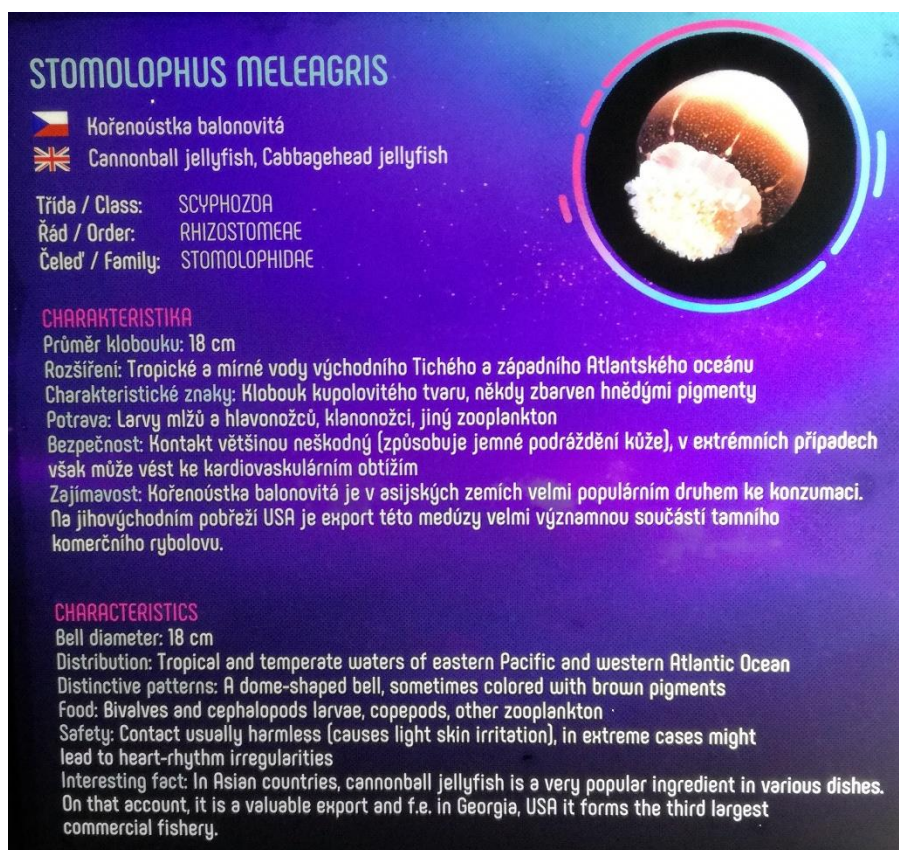 STOMOLOPHUS MELEAGRIS
Kořenoústka balonovitá
Cannonball jellyfish, Cabbagehead jellyfish
Třída / Class: SCYPHOZOA
Řád / Order: RHIZOSTOMEAE
Čeleď / Family: STOMOLOPHIDAE
CHARAKTERISTIKA
Průměr klobouku: 18 cm
Rozšíření: Tropické a mírné vody východního Tichého a západního Atlantského oceánu
Charakteristické znaky: Klobouk kupolovitého tvaru, někdy zbarven hnědými pigmenty
Potrava: Larvy mlžů a hlavonožců, klanonožci, jiný zooplankton
Bezpečnost: Kontakt většinou neškodný (způsobuje jemné podráždění kůže), v extrémních případech
však může vést ke kardiovaskulárním obtížím
Zajímavost: Kořenoústka balonovitá je v asijských zemích velmi populárním druhem ke konzumaci.
Na jihovýchodním pobřeží USA je export této medúzy velmi významnou součástí tamního
komerčního rybolovu.
CHARACTERISTICS
Bell diameter: 18 cm
Distribution: Tropical and temperate waters of eastern Pacific and western Atlantic Ocean
Distinctive patterns: A dome-shaped bell, sometimes colored with brown pigments
Food: Bivalves and cephalopods larvae, copepods, other zooplankton
Safety: Contact usually harmless (causes light skin irritation), in extreme cases might
lead to heart-rhythm irregularities
Interesting fact: In Asian countries, cannonball jellyfish is a very popular ingredient in various dishes.
On that account, it is a valuable export and f.e. in Georgia, USA it forms the third largest
commercial fishery.